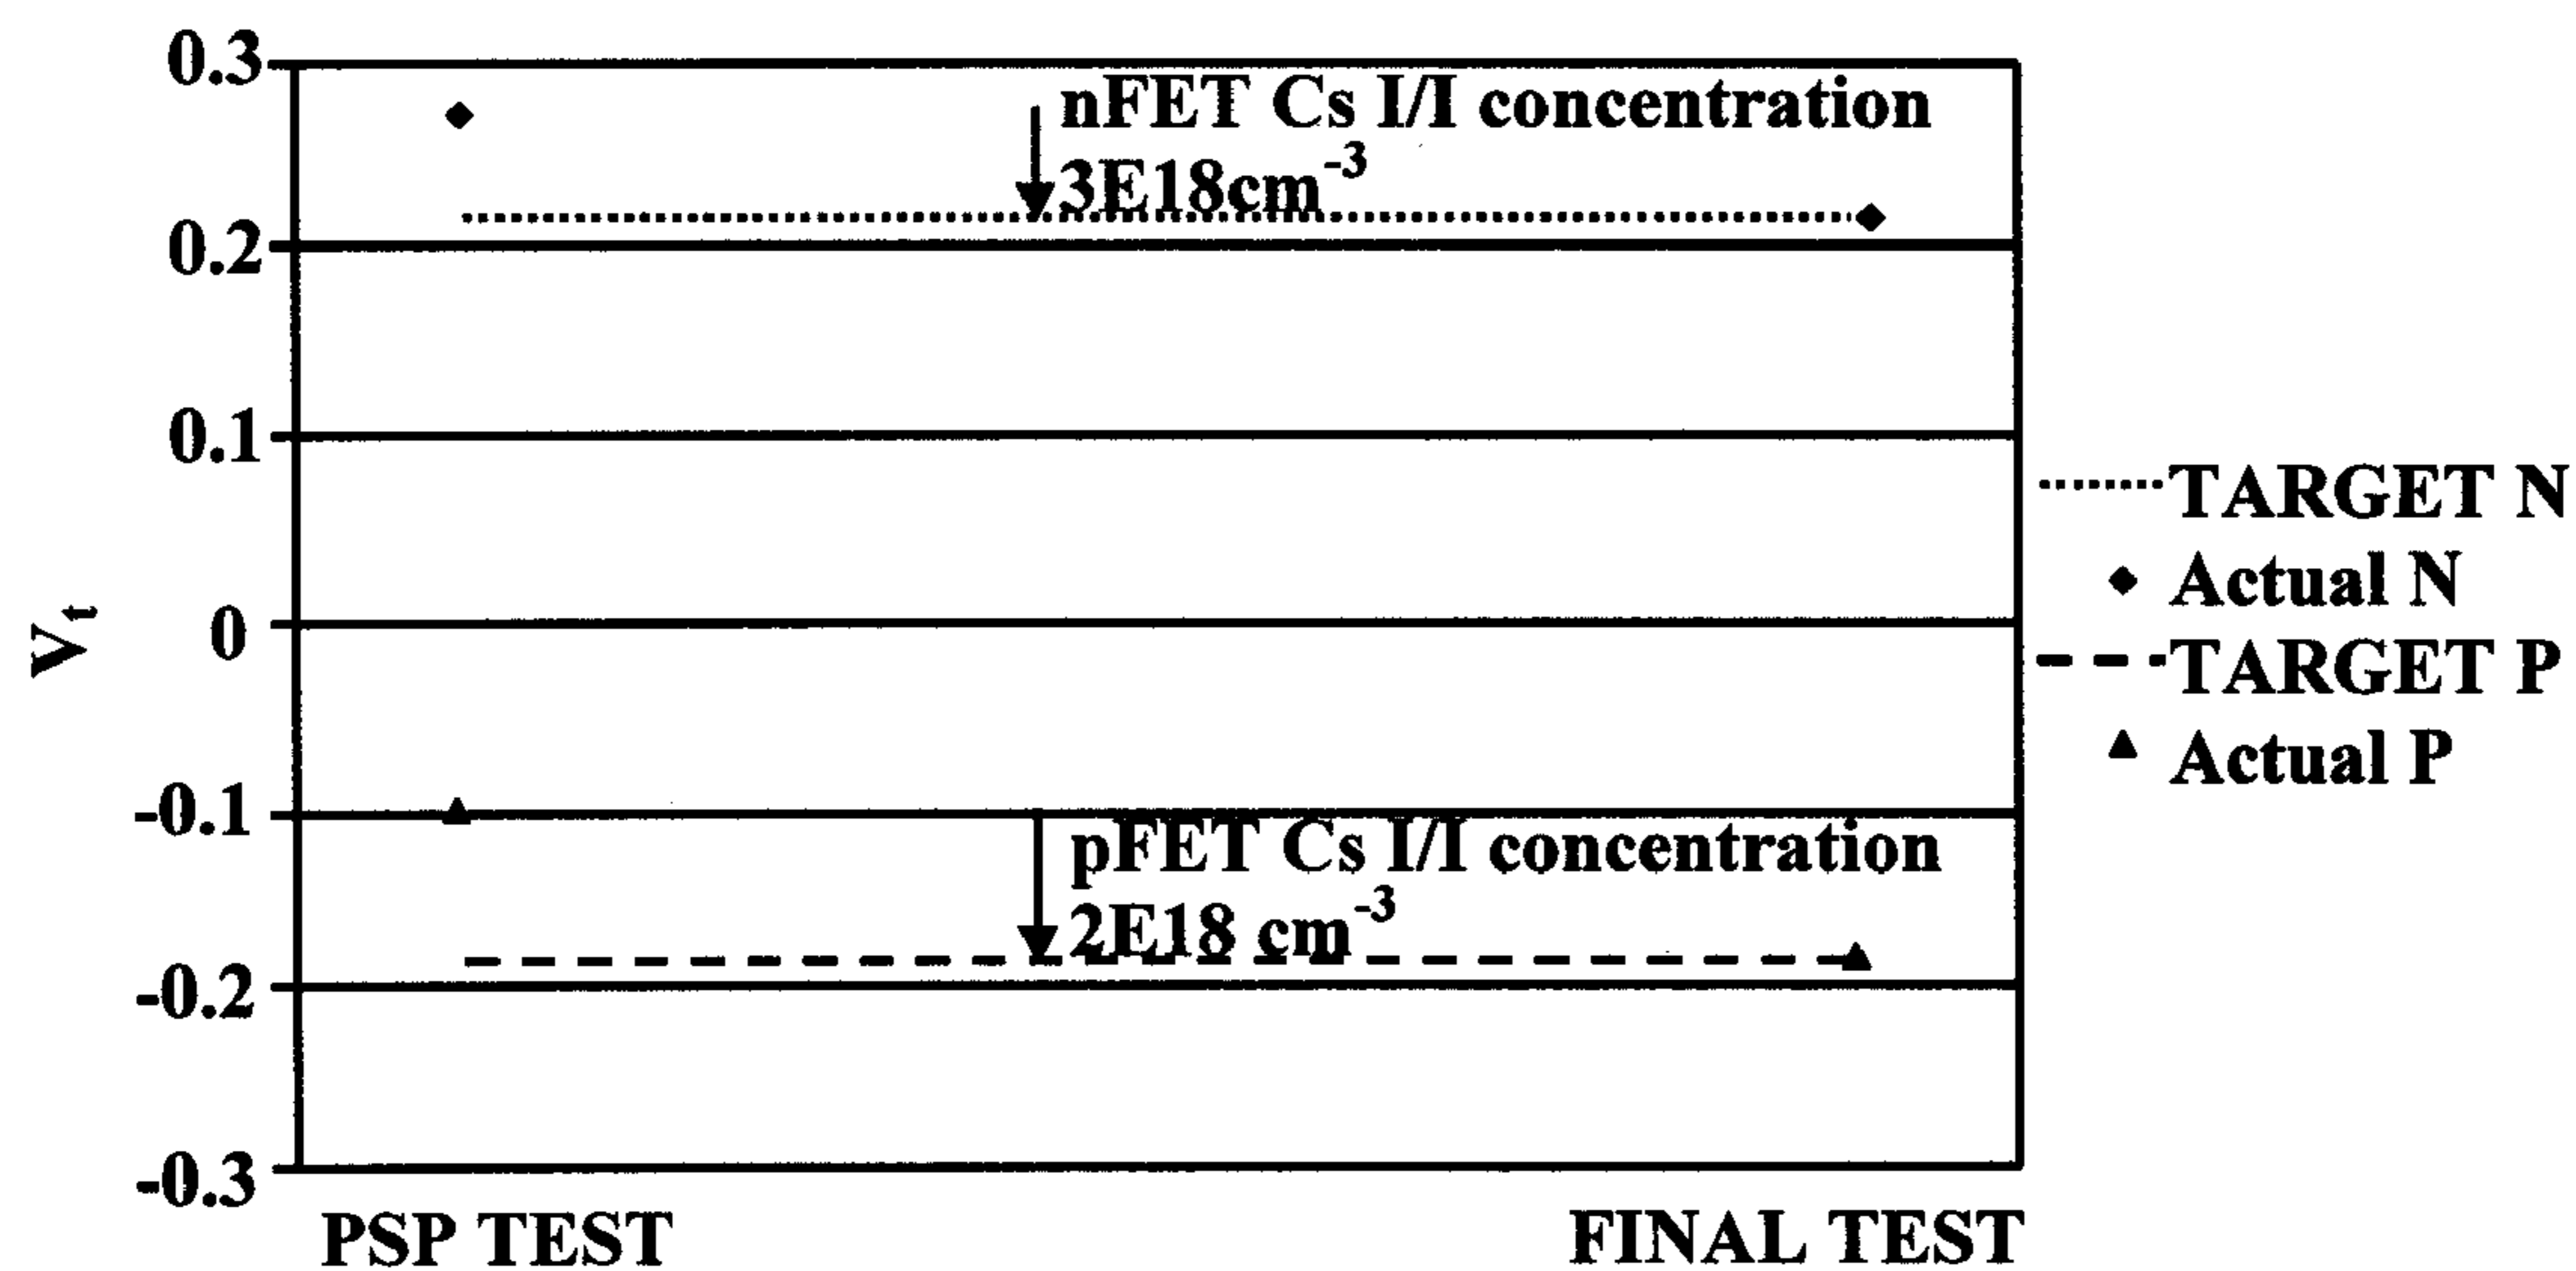 0.3
nFET Cs I/I concentration
3E18cm⁻³
0.2
0.1
TARGET N
Actual N
0
TARGET P
Vₜ
Actual P
-0.1
pFET Cs I/I concentration
2E18 cm⁻³
-0.2
-0.3
PSP TEST
FINAL TEST